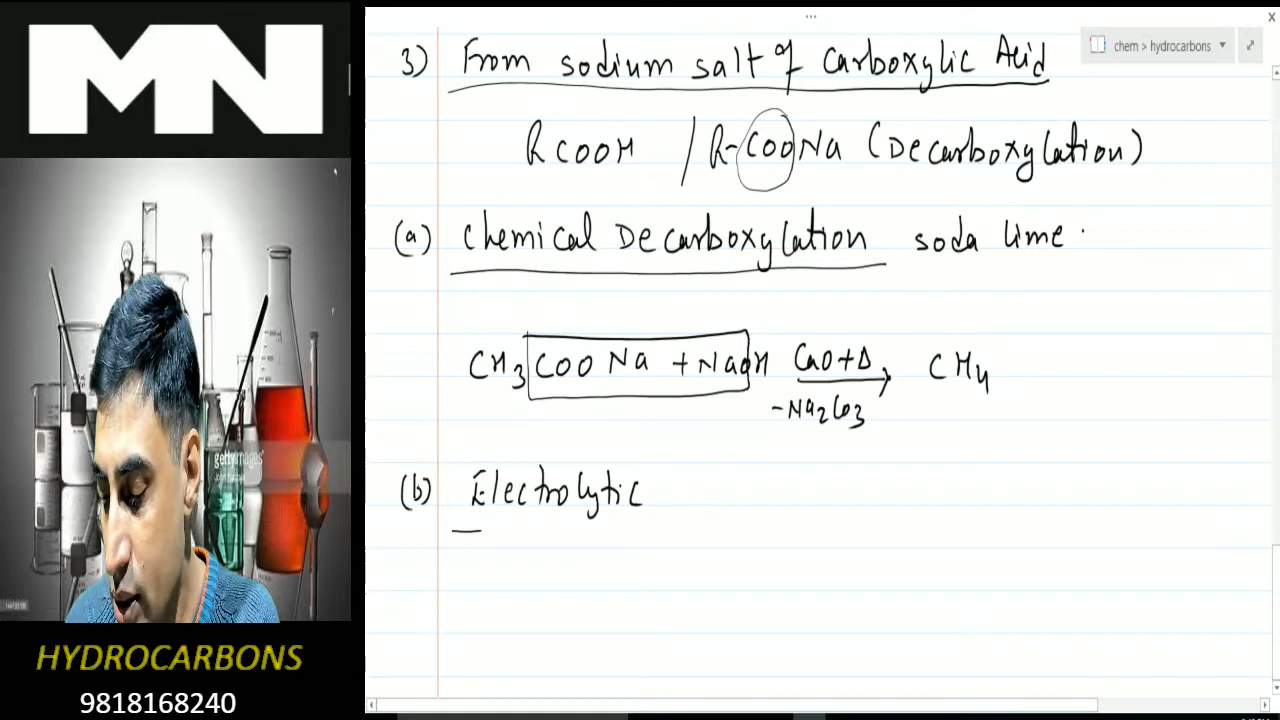 MN
chem > hydrocarbons
3) From sodium salt of Carboxylic Acid
RCOOH / R-COONa (Decarboxylation)
(a) Chemical Decarboxylation soda lime.
CH3COONa + NaOH CaO+Δ → CH4
-Na2CO3
(b) Electrolytic
gettyimages
HYDROCARBONS
9818168240